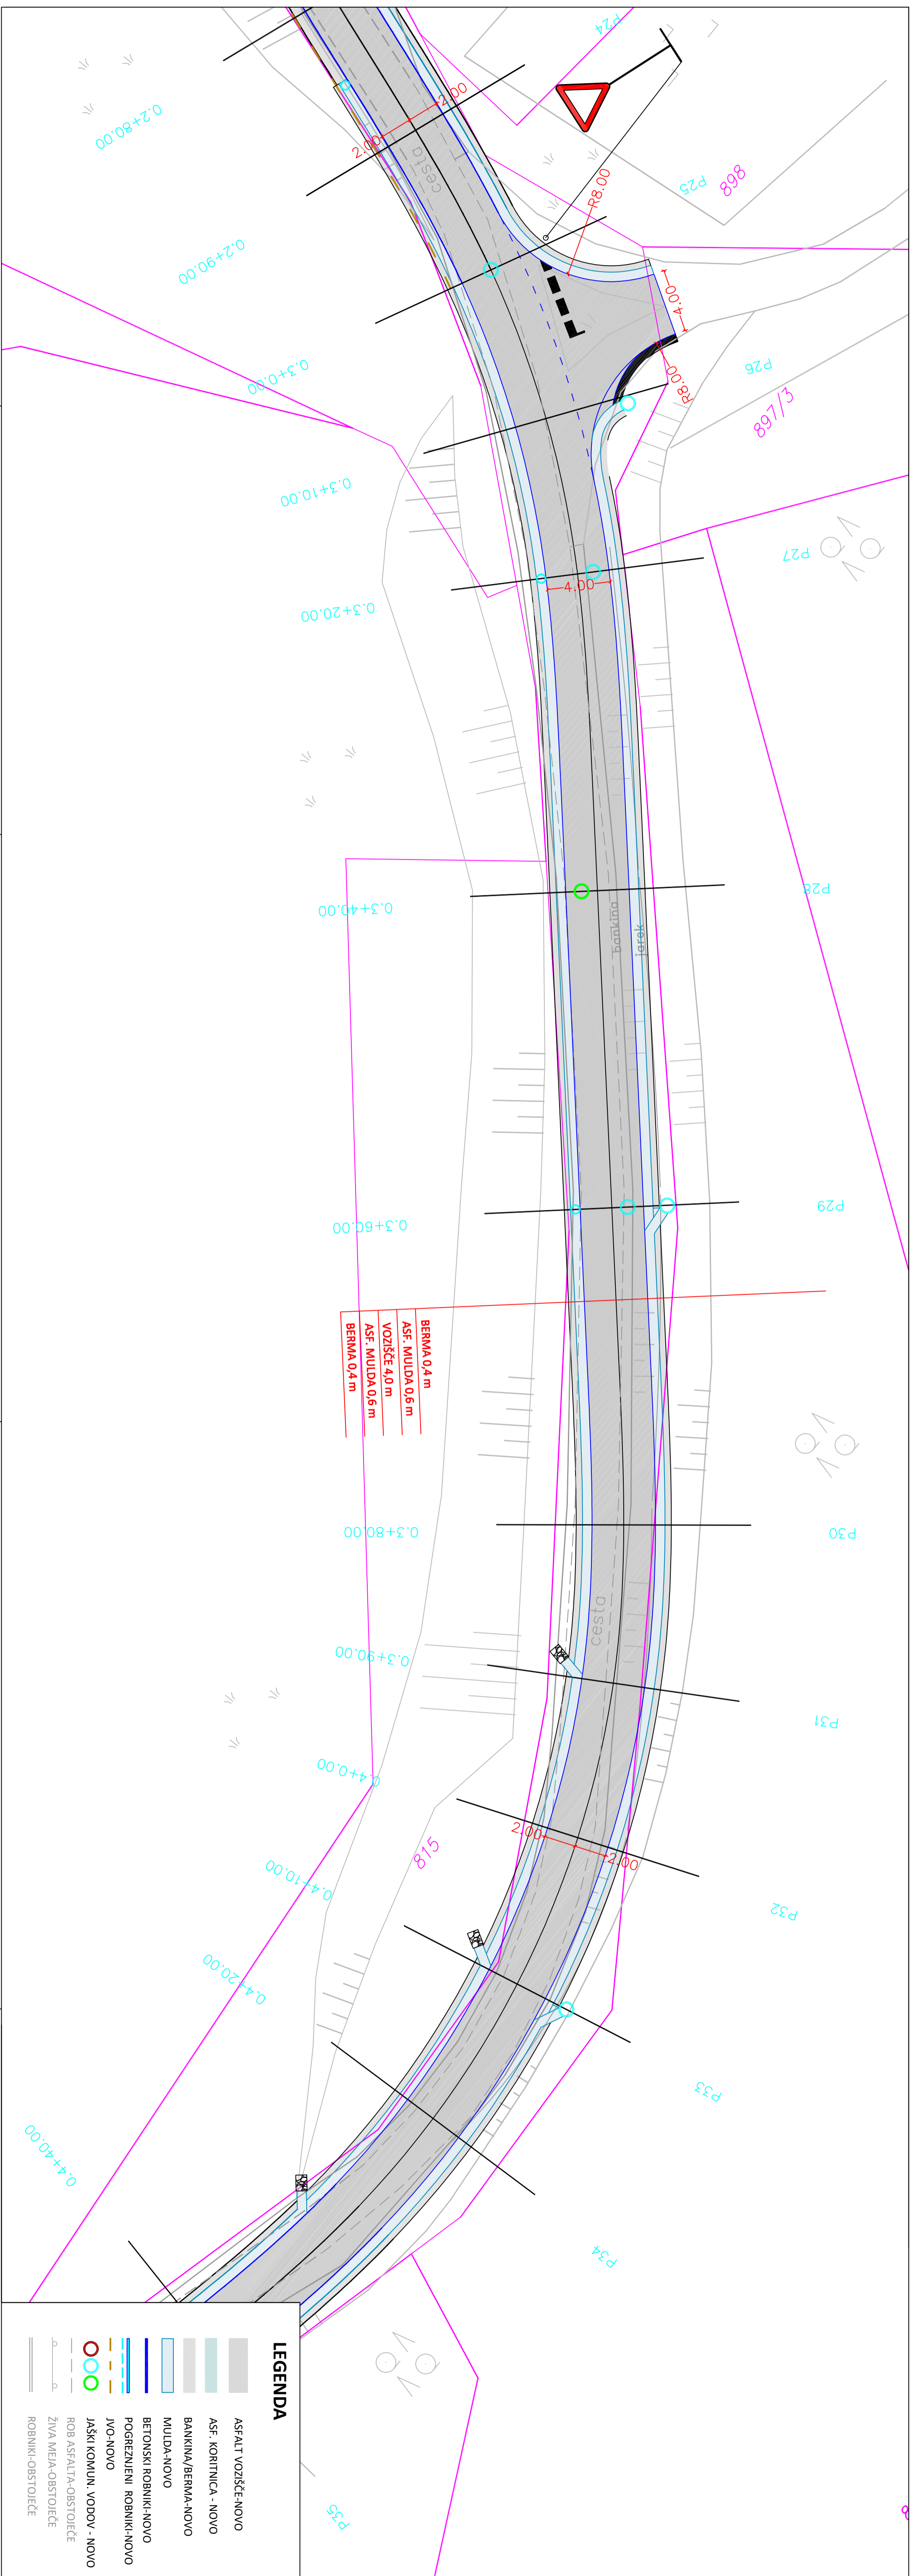 P24
P25
898
P26
897/3
P27
P28
P29
P30
P31
P32
P33
P34
P35
0.2+80.00
0.2+90.00
0.3+0.00
0.3+10.00
0.3+20.00
0.3+40.00
0.3+60.00
0.3+80.00
0.3+90.00
0.4+0.00
0.4+10.00
0.4+20.00
0.4+40.00
2.00
2.00
cesta
R8.00
4.00
R8.00
4.00
bankina
jarek
BERMA 0,4 m
ASF. MULDA 0,6 m
VOZIŠČE 4,0 m
ASF. MULDA 0,6 m
BERMA 0,4 m
cesta
815
2.00
2.00
LEGENDA
ASFALT VOZIŠČE-NOVO
ASF. KORITNICA - NOVO
BANKINA/BERMA-NOVO
MULDA-NOVO
BETONSKI ROBNIKI-NOVO
POGREZNJENI ROBNIKI-NOVO
JVO-NOVO
JAŠKI KOMUN. VODOV - NOVO
ROB ASFALTA-OBSTOJEČE
ŽIVA MEJA-OBSTOJEČE
ROBNIKI-OBSTOJEČE